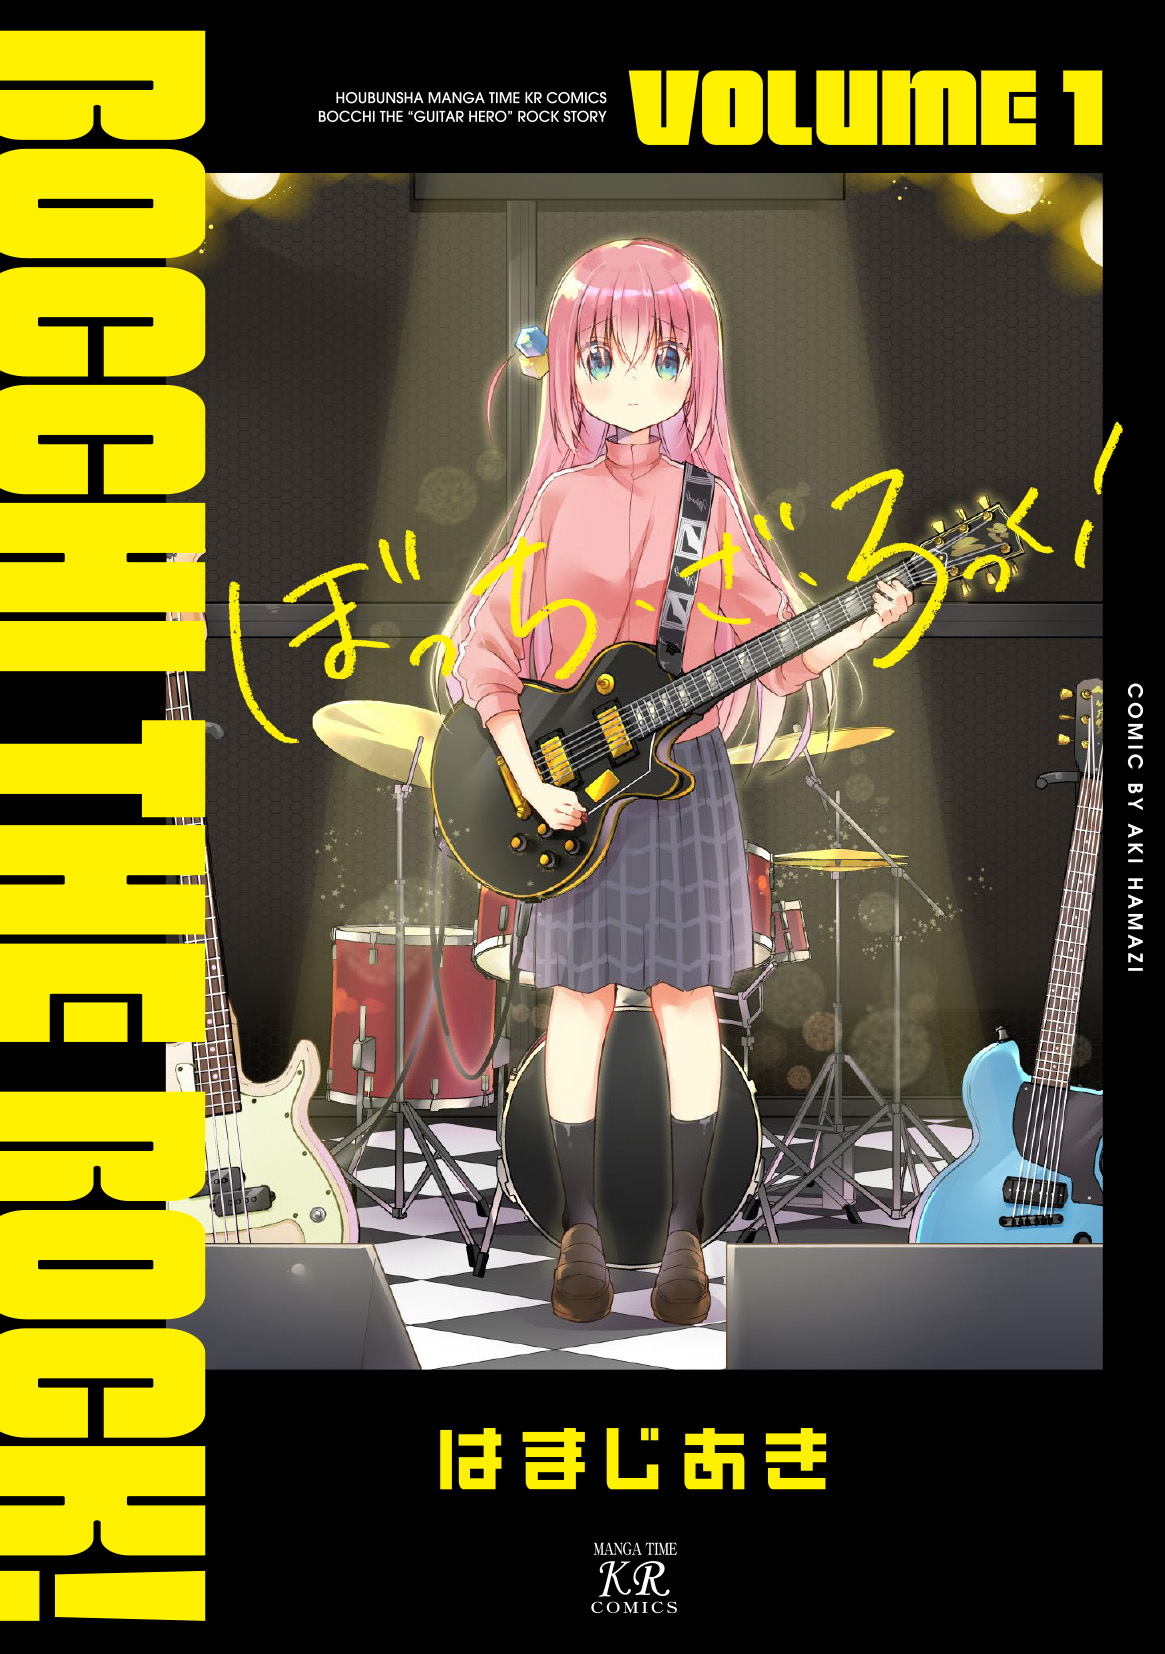 BOCCHI THE ROCK!
HOUBUNSHA MANGA TIME KR COMICS
BOCCHI THE “GUITAR HERO” ROCK STORY
VOLUME 1
ぼっち・ざ・ろっく!
COMIC BY AKI HAMAZI
はまじあき
MANGA TIME
KR
COMICS